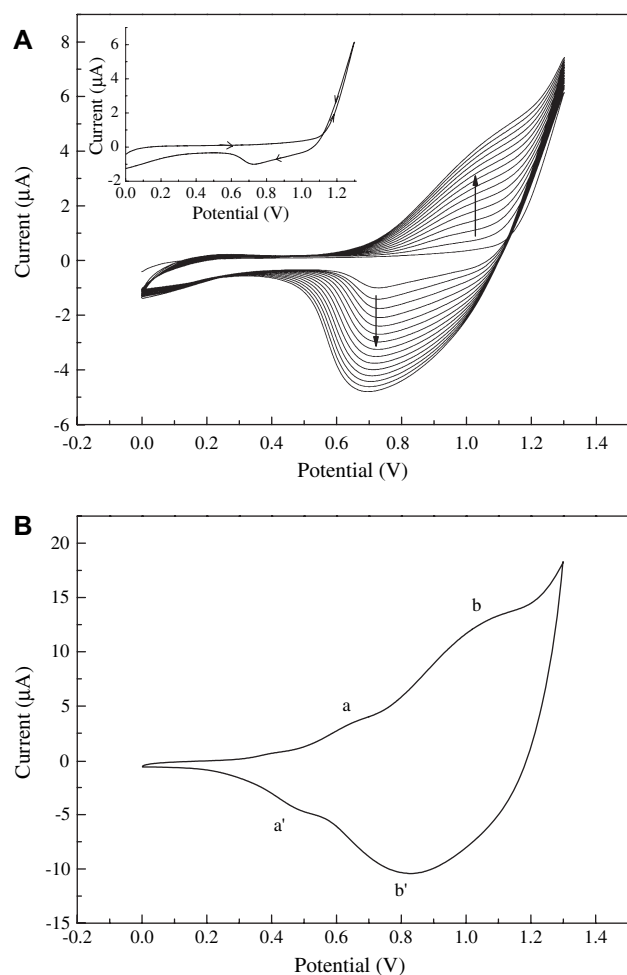 A
8
6
4
2
0
-2
-4
-6
Current (μA)
-0.2 0.0 0.2 0.4 0.6 0.8 1.0 1.2 1.4
Potential (V)
6
4
2
0
-2
Current (μA)
0.0 0.2 0.4 0.6 0.8 1.0 1.2
Potential (V)
B
20
15
10
5
0
-5
-10
-15
Current (μA)
a
b
a'
b'
-0.2 0.0 0.2 0.4 0.6 0.8 1.0 1.2 1.4
Potential (V)